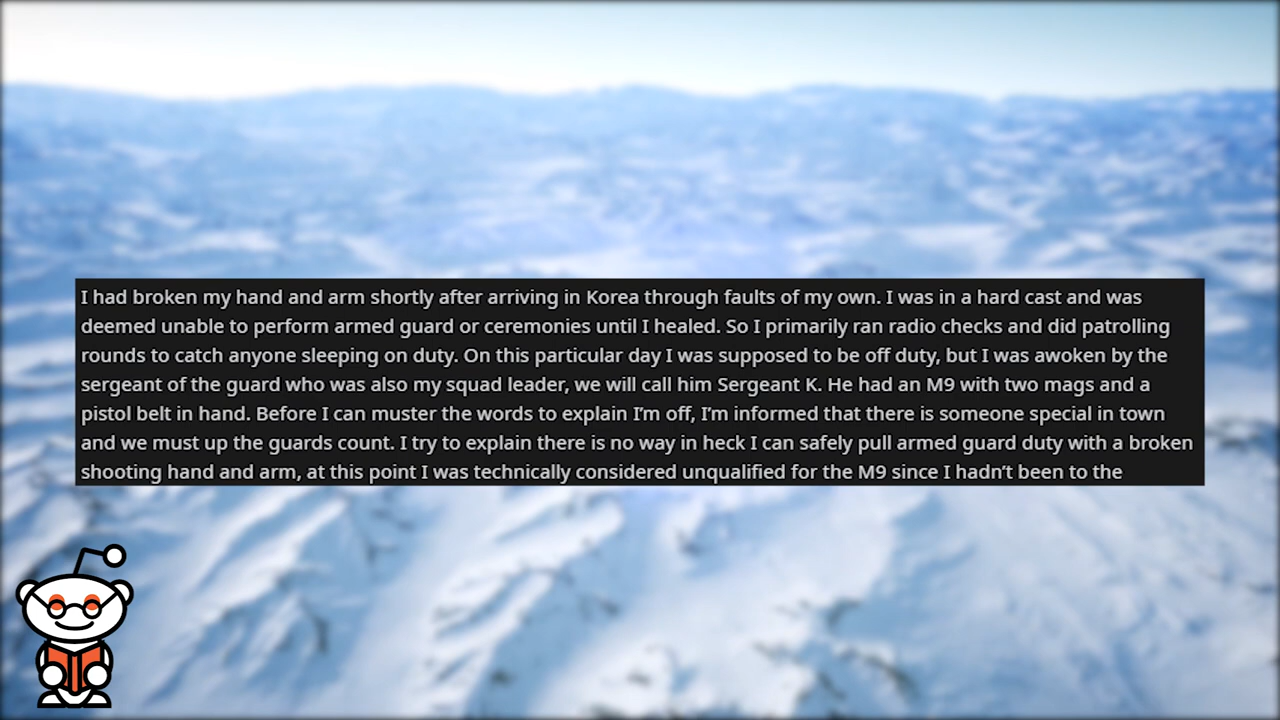 I had broken my hand and arm shortly after arriving in Korea through faults of my own. I was in a hard cast and was
deemed unable to perform armed guard or ceremonies until I healed. So I primarily ran radio checks and did patrolling
rounds to catch anyone sleeping on duty. On this particular day I was supposed to be off duty, but I was awoken by the
sergeant of the guard who was also my squad leader, we will call him Sergeant K. He had an M9 with two mags and a
pistol belt in hand. Before I can muster the words to explain I’m off, I’m informed that there is someone special in town
and we must up the guards count. I try to explain there is no way in heck I can safely pull armed guard duty with a broken
shooting hand and arm, at this point I was technically considered unqualified for the M9 since I hadn’t been to the